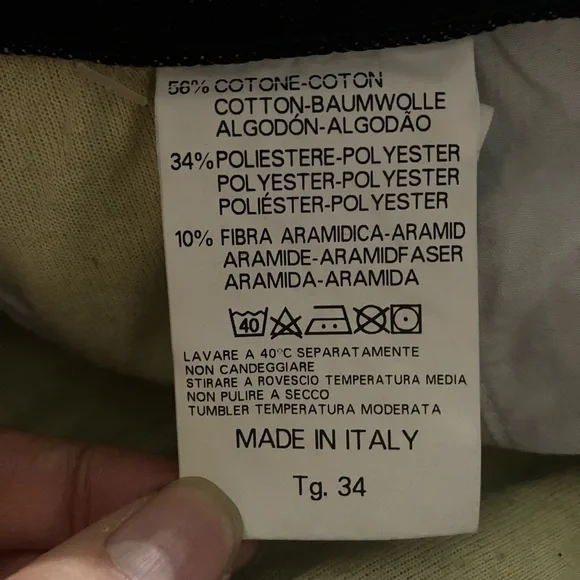 56% COTONE-COTON
COTTON-BAUMWOLLE
ALGODÓN-ALGODÃO
34% POLIESTERE-POLYESTER
POLYESTER-POLYESTER
POLIÉSTER-POLYESTER
10% FIBRA ARAMIDICA-ARAMID
ARAMIDE-ARAMIDFASER
ARAMIDA-ARAMIDA
40
LAVARE A 40°C SEPARATAMENTE
NON CANDEGGIARE
STIRARE A ROVESCIO TEMPERATURA MEDIA
NON PULIRE A SECCO
TUMBLER TEMPERATURA MODERATA
MADE IN ITALY
Tg. 34